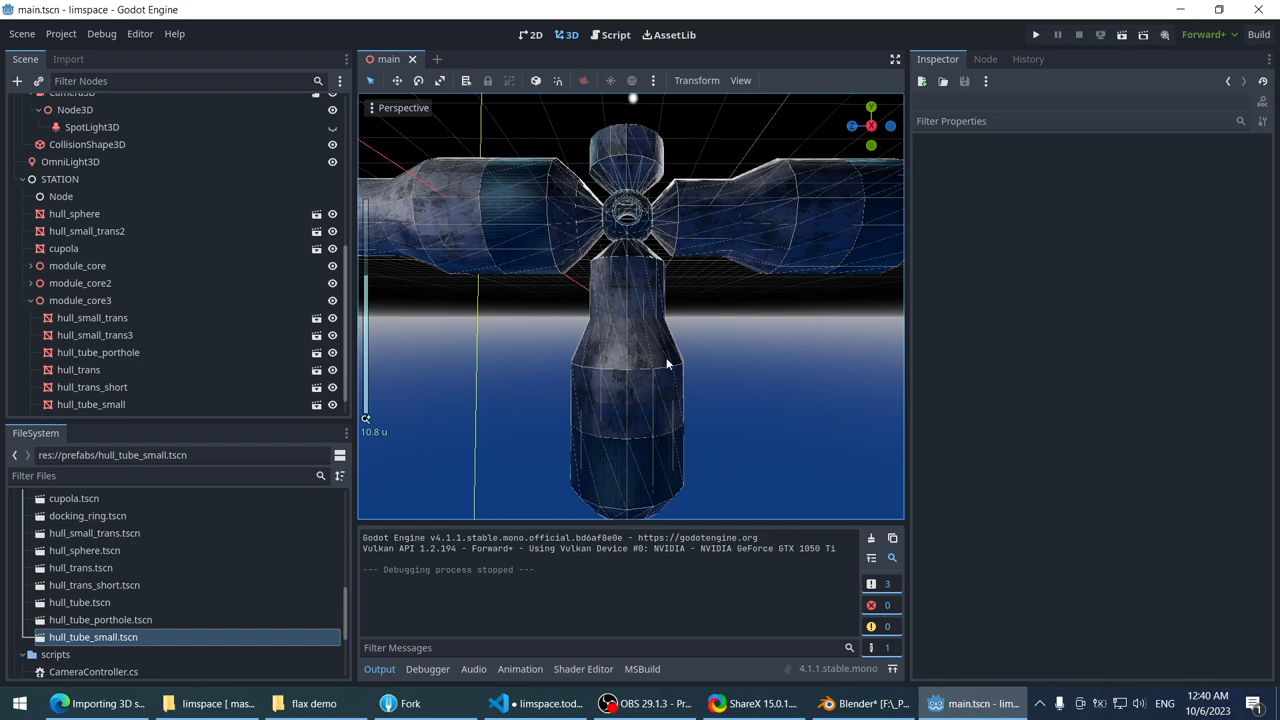 main.tscn - limspace - Godot Engine
Scene Project Debug Editor Help
2D 3D Script AssetLib
Forward+ Build
Scene Import
Filter Nodes
Node3D
SpotLight3D
CollisionShape3D
OmniLight3D
STATION
Node
hull_sphere
hull_small_trans2
cupola
module_core
module_core2
module_core3
hull_small_trans
hull_small_trans3
hull_tube_porthole
hull_trans
hull_trans_short
hull_tube_small
FileSystem
res://prefabs/hull_tube_small.tscn
Filter Files
cupola.tscn
docking_ring.tscn
hull_small_trans.tscn
hull_sphere.tscn
hull_trans.tscn
hull_trans_short.tscn
hull_tube.tscn
hull_tube_porthole.tscn
hull_tube_small.tscn
scripts
CameraController.cs
main
Transform View
Perspective
Y
Z X
10.8 u
Godot Engine v4.1.1.stable.mono.official.bd6af8e0e - https://godotengine.org
Vulkan API 1.2.194 - Forward+ - Using Vulkan Device #0: NVIDIA - NVIDIA GeForce GTX 1050 Ti
--- Debugging process stopped ---
3
0
0
1
Filter Messages
Output Debugger Audio Animation Shader Editor MSBuild
4.1.1.stable.mono
Inspector Node History
Filter Properties
DOC
Importing 3D s...
limspace [ mas...
flax demo
Fork
limspace.tod...
OBS 29.1.3 - Pr...
ShareX 15.0.1...
Blender* [F:\_P...
main.tscn - lim...
ENG
12:40 AM
10/6/2023
1